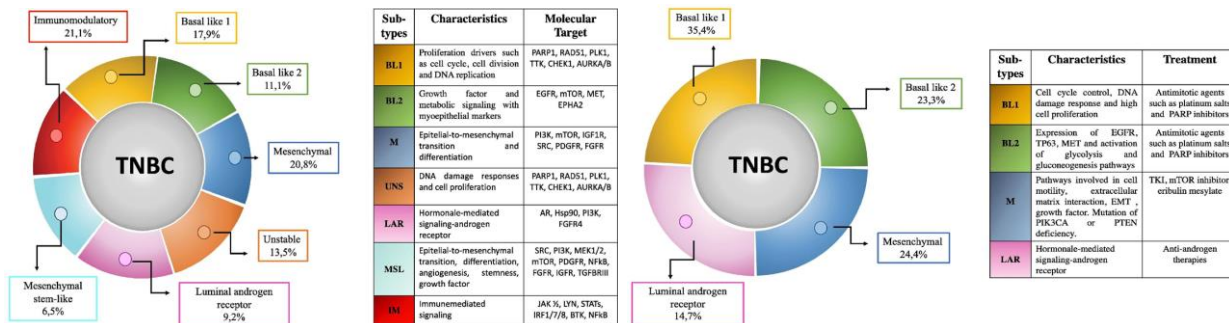 Immunomodulatory
21,1%
Basal like 1
17,9%
Basal like 2
11,1%
Mesenchymal
20,8%
Unstable
13,5%
Luminal androgen
receptor
9,2%
Mesenchymal
stem-like
6,5%
TNBC
Sub-
types
Characteristics
Molecular
Target
BL1
Proliferation drivers such
as cell cycle, cell division
and DNA replication
PARP1, RAD51, PLK1,
TTK, CHEK1, AURKA/B
BL2
Growth factor and
metabolic signaling with
myoepithelial markers
EGFR, mTOR, MET,
EPHA2
M
Epitelial-to-mesenchymal
transition and
differentiation
PI3K, mTOR, IGF1R,
SRC, PDGFR, FGFR
UNS
DNA damage responses
and cell proliferation
PARP1, RAD51, PLK1,
TTK, CHEK1, AURKA/B
LAR
Hormonale-mediated
signaling-androgen
receptor
AR, Hsp90, PI3K,
FGFR4
MSL
Epitelial-to-mesenchymal
transition, differentiation,
angiogenesis, stemness,
growth factor
SRC, PI3K, MEK1/2,
mTOR, PDGFR, NFkB,
FGFR, IGFR, TGFBRIII
IM
Immunemediated
signaling
JAK ½, LYN, STATs,
IRF1/7/8, BTK, NFkB
Basal like 1
35,4%
Basal like 2
23,3%
Mesenchymal
24,4%
Luminal androgen
receptor
14,7%
TNBC
Sub-
types
Characteristics
Treatment
BL1
Cell cycle control, DNA
damage response and high
cell proliferation
Antimitotic agents
such as platinum salts
and PARP inhibitors
BL2
Expression of EGFR,
TP63, MET and activation
of glycolysis and
gluconeogenesis pathways
Antimitotic agents
such as platinum salts
and PARP inhibitors
M
Pathways involved in cell
motility, extracellular
matrix interaction, EMT ,
growth factor. Mutation of
PIK3CA or PTEN
deficiency.
TKI, mTOR inhibitor
eribulin mesylate
LAR
Hormonale-mediated
signaling-androgen
receptor
Anti-androgen
therapies